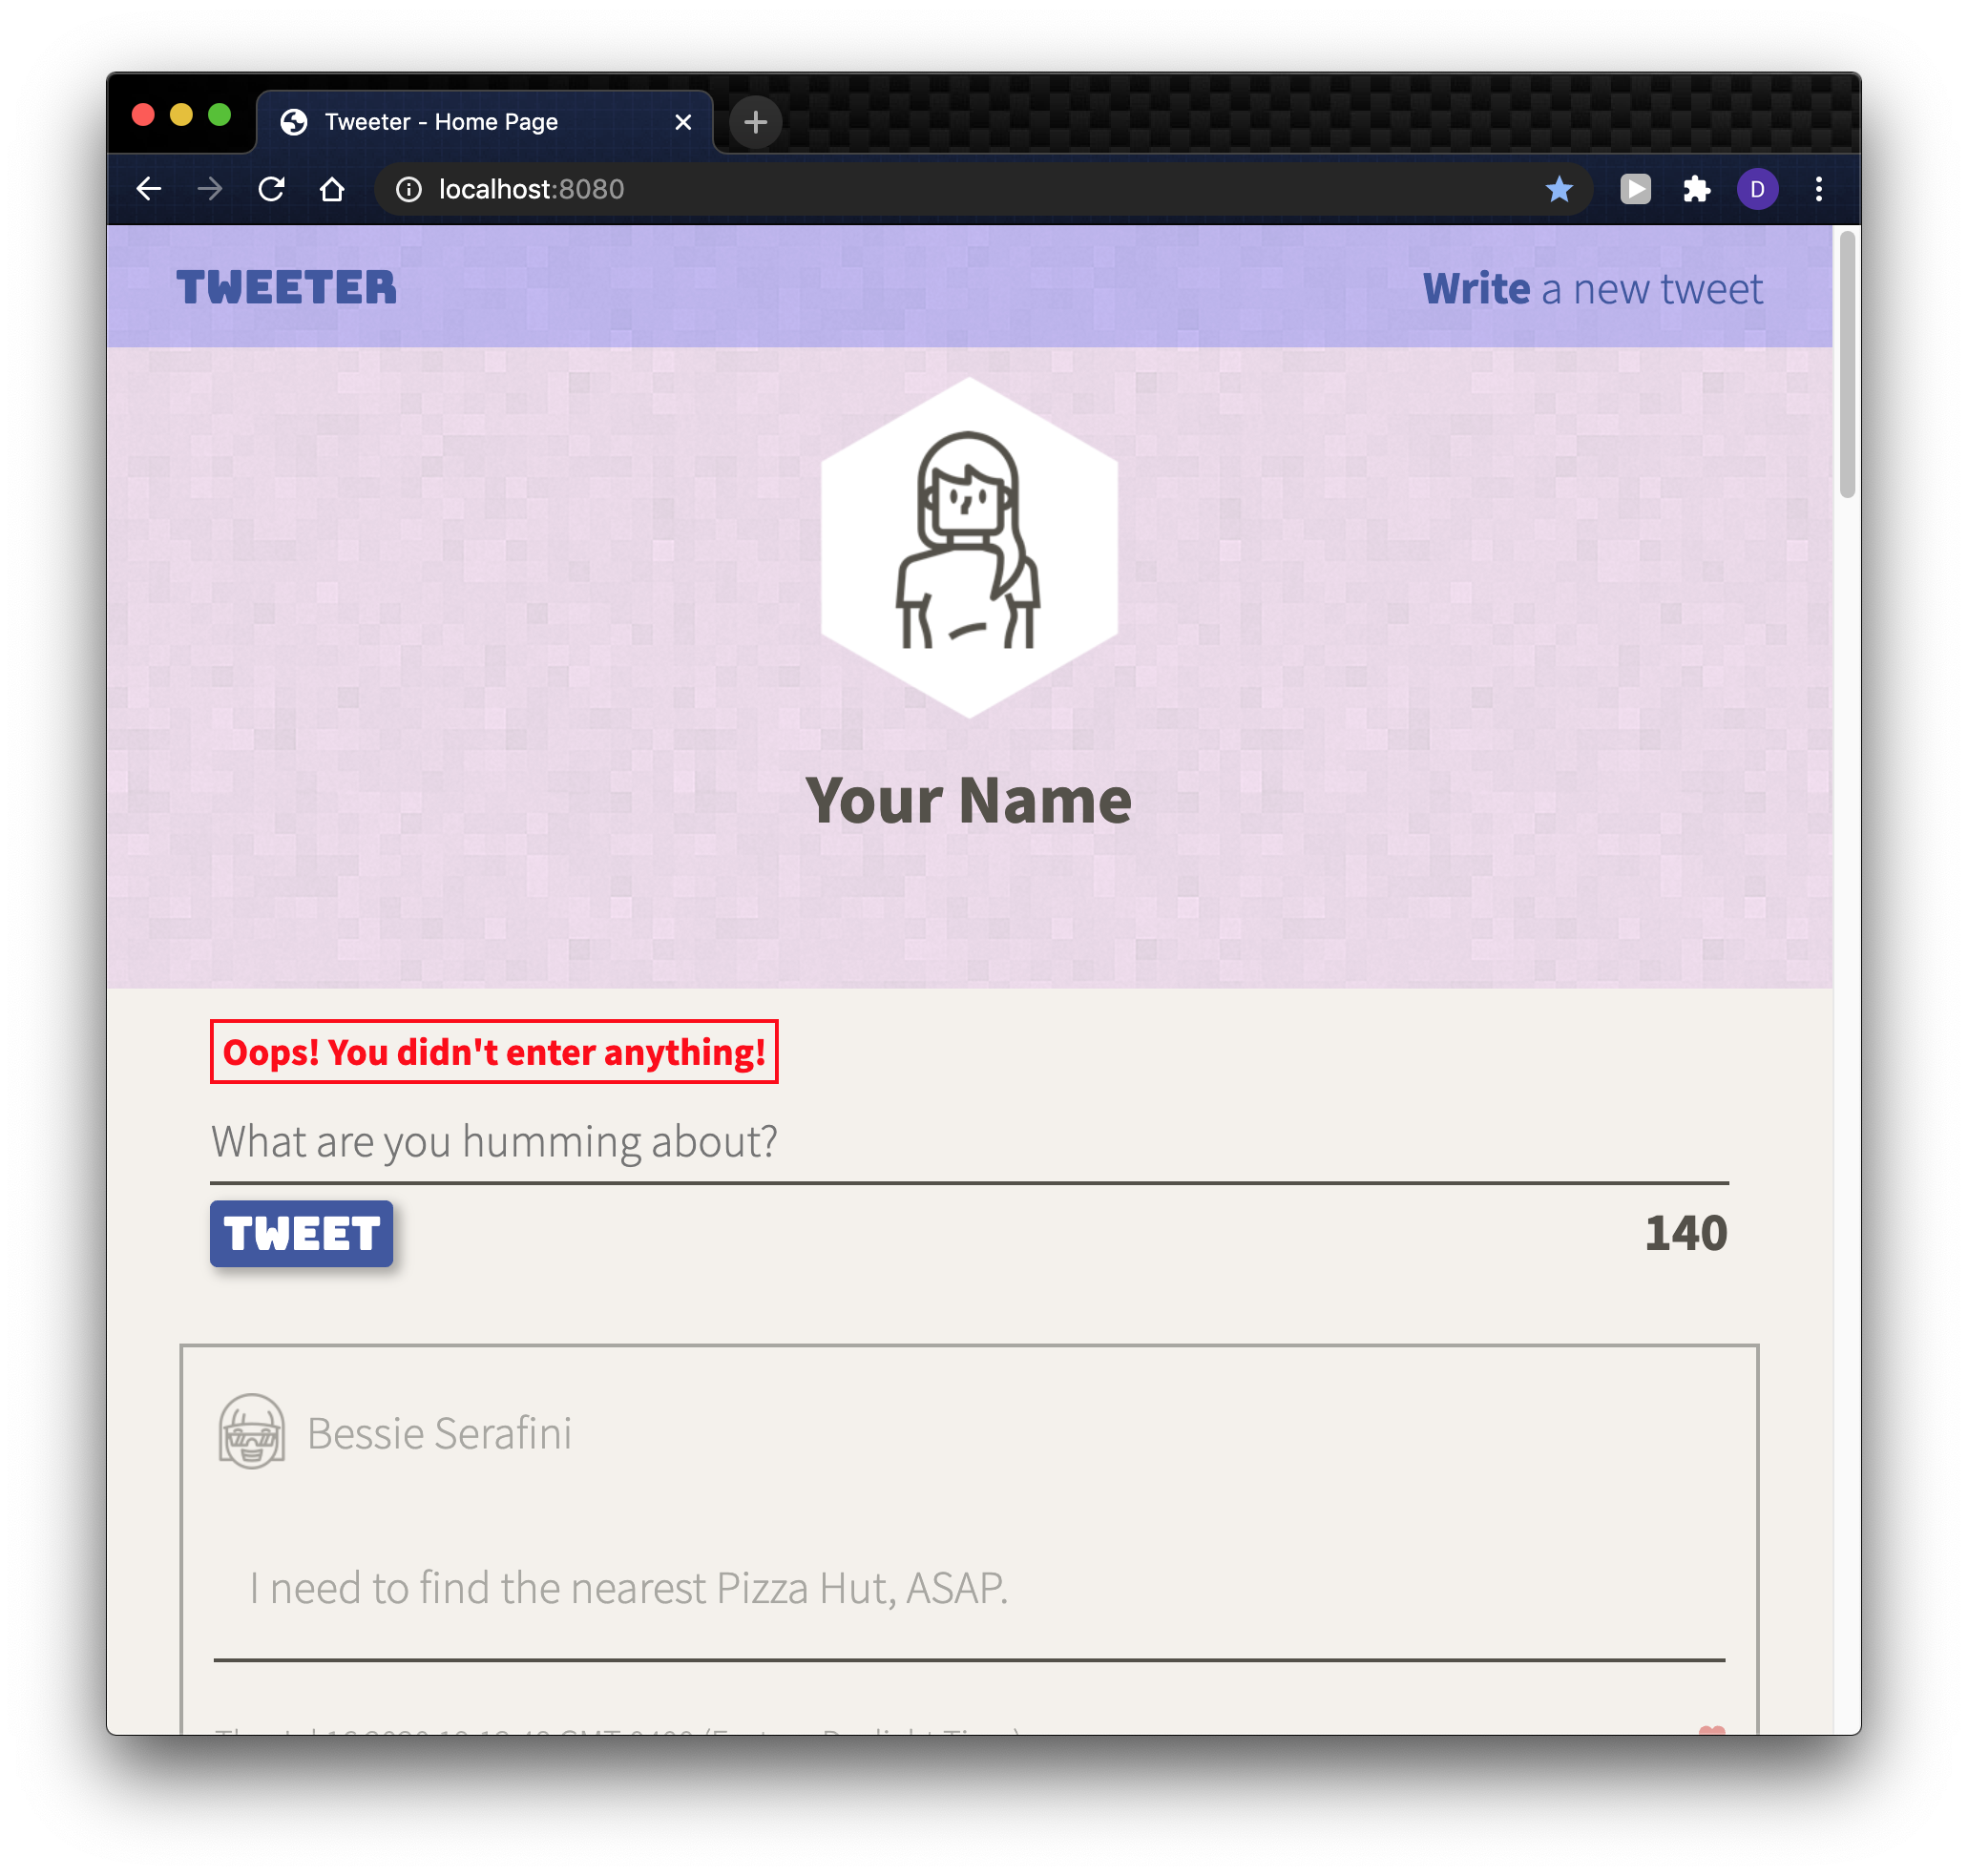 Tweeter - Home Page
localhost:8080
D
TWEETER
Write a new tweet
Your Name
Oops! You didn't enter anything!
What are you humming about?
TWEET
140
Bessie Serafini
I need to find the nearest Pizza Hut, ASAP.